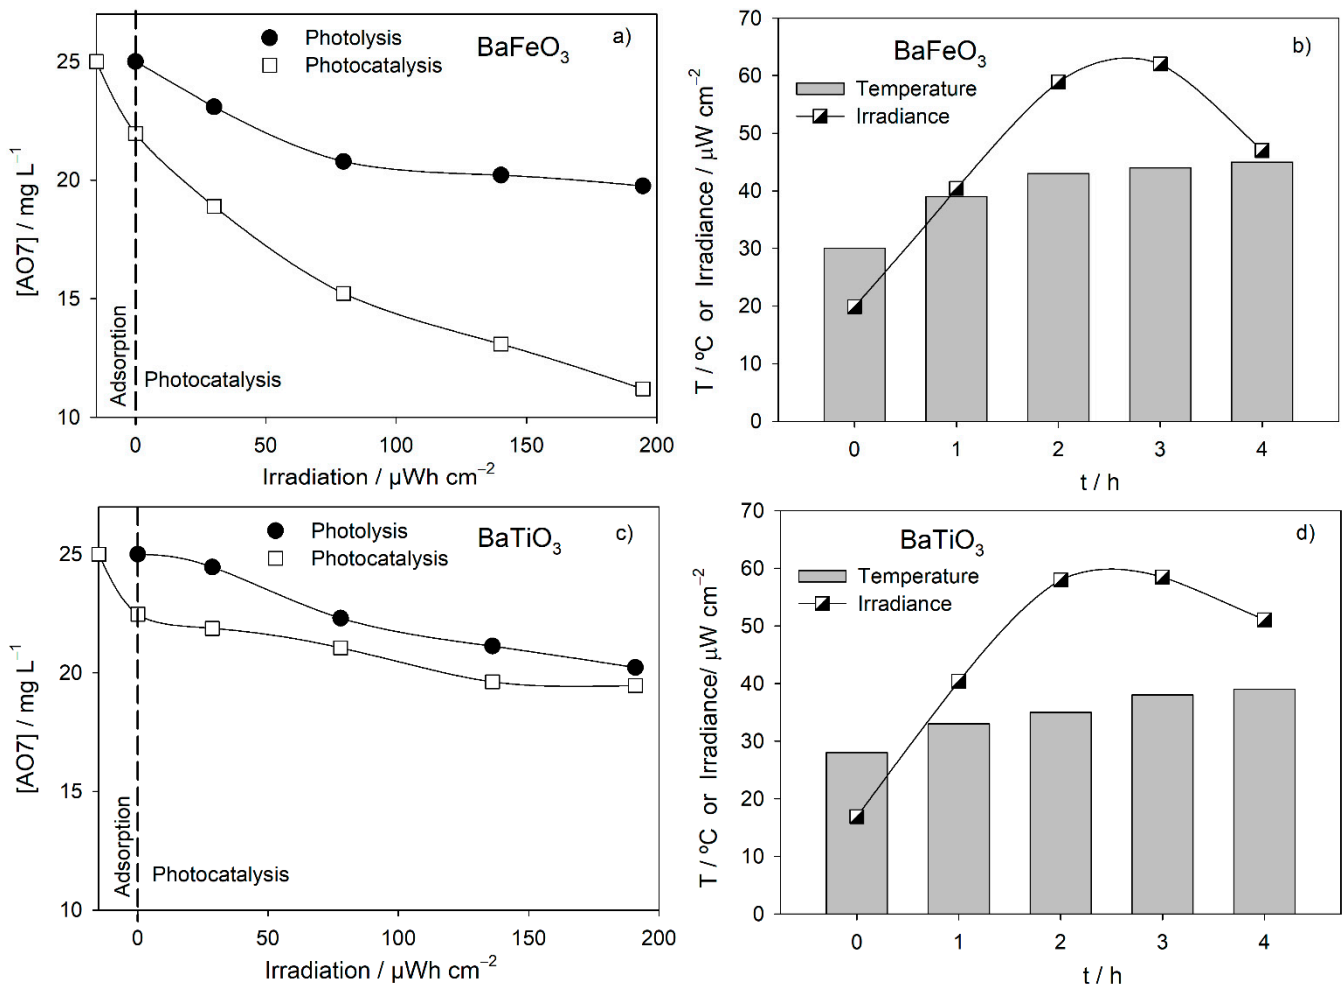 Photolysis
Photocatalysis
BaFeO₃
a)
25
20
15
10
[AO7] / mg L⁻¹
Adsorption
Photocatalysis
0
50
100
150
200
Irradiation / µWh cm⁻²
BaFeO₃
b)
Temperature
Irradiance
70
60
50
40
30
20
10
0
T / ºC or Irradiance / µW cm⁻²
0
1
2
3
4
t / h
Photolysis
Photocatalysis
BaTiO₃
c)
25
20
15
10
[AO7] / mg L⁻¹
Adsorption
Photocatalysis
0
50
100
150
200
Irradiation / µWh cm⁻²
BaTiO₃
d)
Temperature
Irradiance
70
60
50
40
30
20
10
0
T / ºC or Irradiance/ µW cm⁻²
0
1
2
3
4
t / h